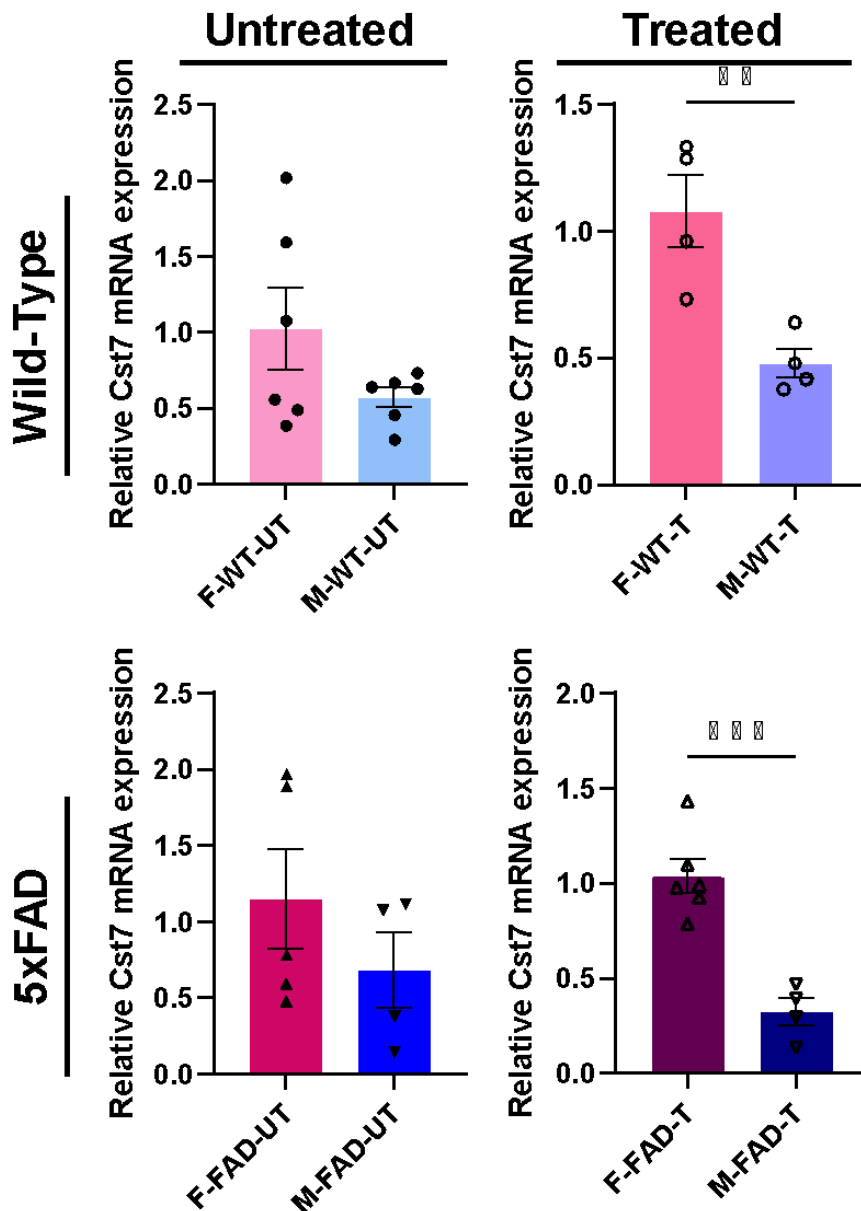 Untreated
Treated
Wild-Type
5xFAD
Relative Cst7 mRNA expression
2.5
2.0
1.5
1.0
0.5
0.0
F-WT-UT
M-WT-UT
Relative Cst7 mRNA expression
1.5
1.0
0.5
0.0
F-WT-T
M-WT-T
Relative Cst7 mRNA expression
2.5
2.0
1.5
1.0
0.5
0.0
F-FAD-UT
M-FAD-UT
Relative Cst7 mRNA expression
2.0
1.5
1.0
0.5
0.0
F-FAD-T
M-FAD-T